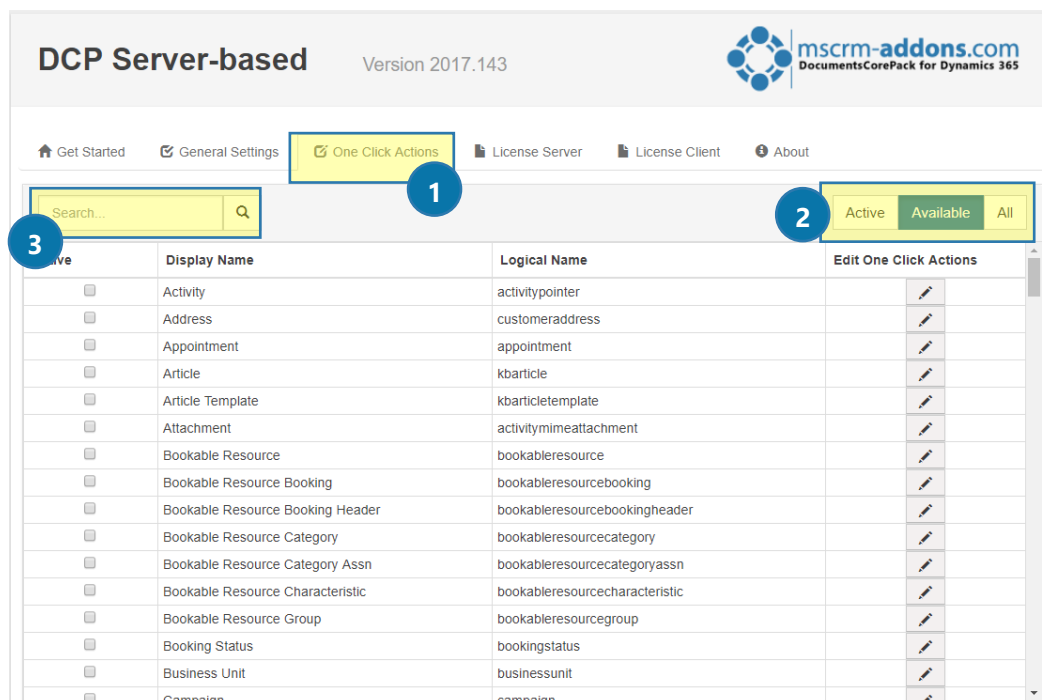 DCP Server-based Version 2017.143
mscrm-addons.com
DocumentsCorePack for Dynamics 365
Get Started General Settings One Click Actions License Server License Client About
1
Search...
2
Active Available All
3
ive Display Name Logical Name Edit One Click Actions
Activity activitypointer
Address customeraddress
Appointment appointment
Article kbarticle
Article Template kbarticletemplate
Attachment activitymimeattachment
Bookable Resource bookableresource
Bookable Resource Booking bookableresourcebooking
Bookable Resource Booking Header bookableresourcebookingheader
Bookable Resource Category bookableresourcecategory
Bookable Resource Category Assn bookableresourcecategoryassn
Bookable Resource Characteristic bookableresourcecharacteristic
Bookable Resource Group bookableresourcegroup
Booking Status bookingstatus
Business Unit businessunit
Campaign campaign